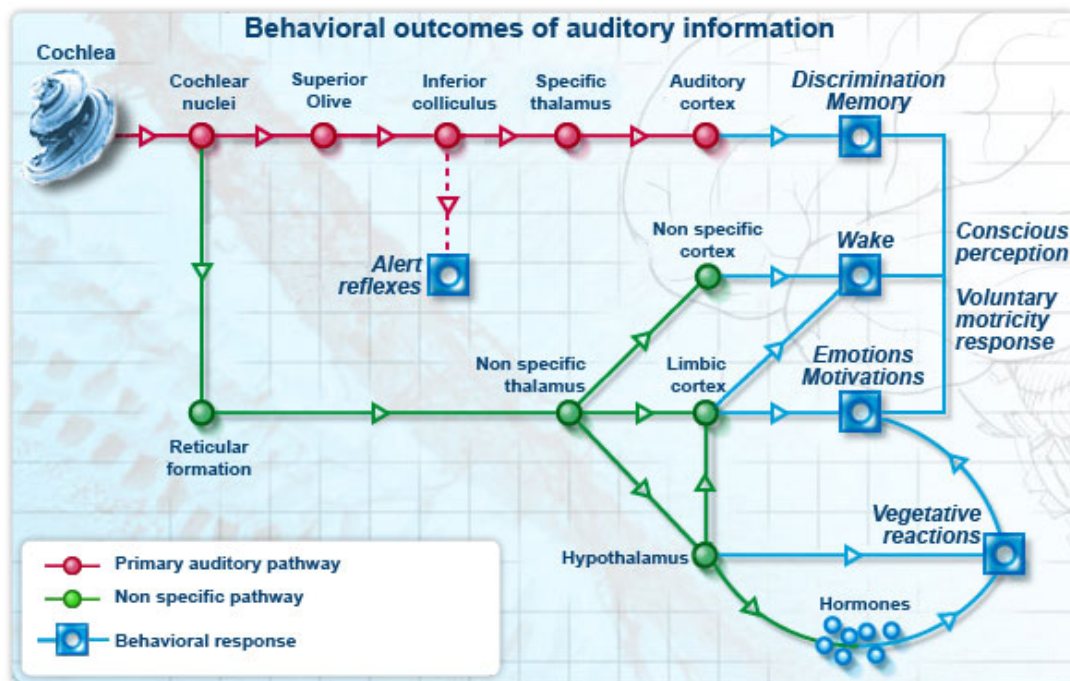 Behavioral outcomes of auditory information
Cochlea
Cochlear
nuclei
Superior
Olive
Inferior
colliculus
Specific
thalamus
Auditory
cortex
Discrimination
Memory
Alert
reflexes
Non specific
cortex
Wake
Conscious
perception
Voluntary
motricity
response
Non specific
thalamus
Limbic
cortex
Emotions
Motivations
Reticular
formation
Hypothalamus
Vegetative
reactions
Hormones
Primary auditory pathway
Non specific pathway
Behavioral response